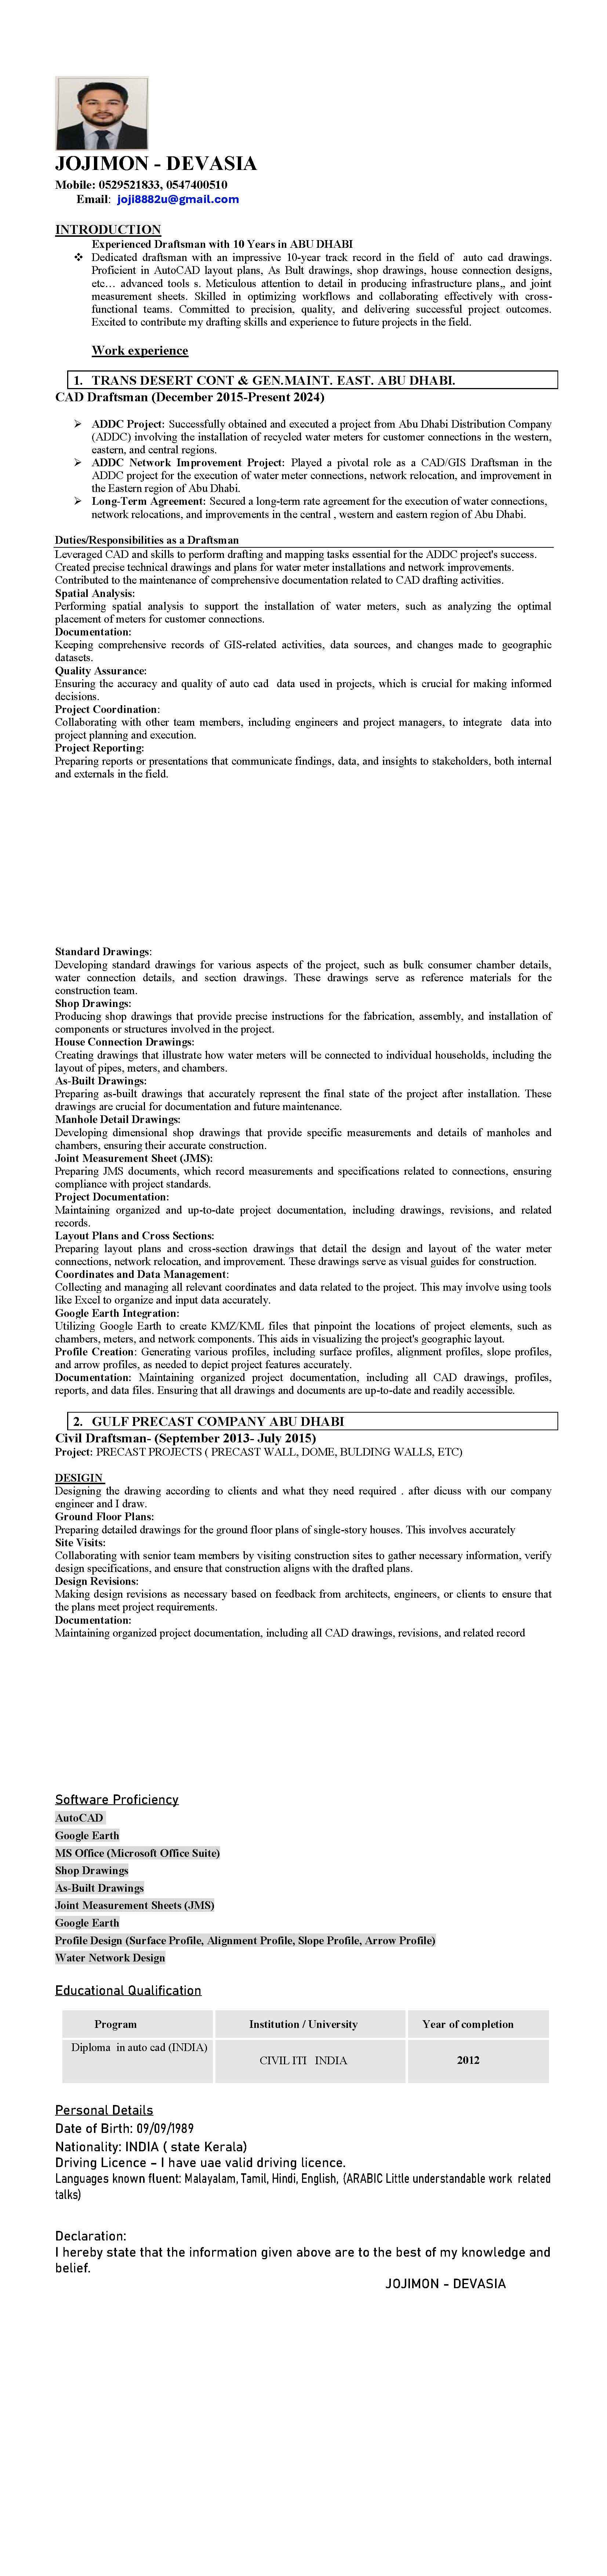 JOJIMON - DEVASIA
Mobile: 0529521833, 0547400510
Email: joji8882u@gmail.com
INTRODUCTION
Experienced Draftsman with 10 Years in ABU DHABI
❖ Dedicated draftsman with an impressive 10-year track record in the field of auto cad drawings.
Proficient in AutoCAD layout plans, As Bult drawings, shop drawings, house connection designs,
etc… advanced tools s. Meticulous attention to detail in producing infrastructure plans,, and joint
measurement sheets. Skilled in optimizing workflows and collaborating effectively with cross-
functional teams. Committed to precision, quality, and delivering successful project outcomes.
Excited to contribute my drafting skills and experience to future projects in the field.
Work experience
1. TRANS DESERT CONT & GEN.MAINT. EAST. ABU DHABI.
CAD Draftsman (December 2015-Present 2024)
➢ ADDC Project: Successfully obtained and executed a project from Abu Dhabi Distribution Company
(ADDC) involving the installation of recycled water meters for customer connections in the western,
eastern, and central regions.
➢ ADDC Network Improvement Project: Played a pivotal role as a CAD/GIS Draftsman in the
ADDC project for the execution of water meter connections, network relocation, and improvement in
the Eastern region of Abu Dhabi.
➢ Long-Term Agreement: Secured a long-term rate agreement for the execution of water connections,
network relocations, and improvements in the central , western and eastern region of Abu Dhabi.
Duties/Responsibilities as a Draftsman
Leveraged CAD and skills to perform drafting and mapping tasks essential for the ADDC project's success.
Created precise technical drawings and plans for water meter installations and network improvements.
Contributed to the maintenance of comprehensive documentation related to CAD drafting activities.
Spatial Analysis:
Performing spatial analysis to support the installation of water meters, such as analyzing the optimal
placement of meters for customer connections.
Documentation:
Keeping comprehensive records of GIS-related activities, data sources, and changes made to geographic
datasets.
Quality Assurance:
Ensuring the accuracy and quality of auto cad data used in projects, which is crucial for making informed
decisions.
Project Coordination:
Collaborating with other team members, including engineers and project managers, to integrate data into
project planning and execution.
Project Reporting:
Preparing reports or presentations that communicate findings, data, and insights to stakeholders, both internal
and externals in the field.
Standard Drawings:
Developing standard drawings for various aspects of the project, such as bulk consumer chamber details,
water connection details, and section drawings. These drawings serve as reference materials for the
construction team.
Shop Drawings:
Producing shop drawings that provide precise instructions for the fabrication, assembly, and installation of
components or structures involved in the project.
House Connection Drawings:
Creating drawings that illustrate how water meters will be connected to individual households, including the
layout of pipes, meters, and chambers.
As-Built Drawings:
Preparing as-built drawings that accurately represent the final state of the project after installation. These
drawings are crucial for documentation and future maintenance.
Manhole Detail Drawings:
Developing dimensional shop drawings that provide specific measurements and details of manholes and
chambers, ensuring their accurate construction.
Joint Measurement Sheet (JMS):
Preparing JMS documents, which record measurements and specifications related to connections, ensuring
compliance with project standards.
Project Documentation:
Maintaining organized and up-to-date project documentation, including drawings, revisions, and related
records.
Layout Plans and Cross Sections:
Preparing layout plans and cross-section drawings that detail the design and layout of the water meter
connections, network relocation, and improvement. These drawings serve as visual guides for construction.
Coordinates and Data Management:
Collecting and managing all relevant coordinates and data related to the project. This may involve using tools
like Excel to organize and input data accurately.
Google Earth Integration:
Utilizing Google Earth to create KMZ/KML files that pinpoint the locations of project elements, such as
chambers, meters, and network components. This aids in visualizing the project's geographic layout.
Profile Creation: Generating various profiles, including surface profiles, alignment profiles, slope profiles,
and arrow profiles, as needed to depict project features accurately.
Documentation: Maintaining organized project documentation, including all CAD drawings, profiles,
reports, and data files. Ensuring that all drawings and documents are up-to-date and readily accessible.
2. GULF PRECAST COMPANY ABU DHABI
Civil Draftsman- (September 2013- July 2015)
Project: PRECAST PROJECTS ( PRECAST WALL, DOME, BULDING WALLS, ETC)
DESIGIN
Designing the drawing according to clients and what they need required . after dicuss with our company
engineer and I draw.
Ground Floor Plans:
Preparing detailed drawings for the ground floor plans of single-story houses. This involves accurately
Site Visits:
Collaborating with senior team members by visiting construction sites to gather necessary information, verify
design specifications, and ensure that construction aligns with the drafted plans.
Design Revisions:
Making design revisions as necessary based on feedback from architects, engineers, or clients to ensure that
the plans meet project requirements.
Documentation:
Maintaining organized project documentation, including all CAD drawings, revisions, and related record
Software Proficiency
AutoCAD
Google Earth
MS Office (Microsoft Office Suite)
Shop Drawings
As-Built Drawings
Joint Measurement Sheets (JMS)
Google Earth
Profile Design (Surface Profile, Alignment Profile, Slope Profile, Arrow Profile)
Water Network Design
Educational Qualification
Program Institution / University Year of completion
Diploma in auto cad (INDIA) CIVIL ITI INDIA 2012
Personal Details
Date of Birth: 09/09/1989
Nationality: INDIA ( state Kerala)
Driving Licence – I have uae valid driving licence.
Languages known fluent: Malayalam, Tamil, Hindi, English, (ARABIC Little understandable work related
talks)
Declaration:
I hereby state that the information given above are to the best of my knowledge and
belief.
JOJIMON - DEVASIA